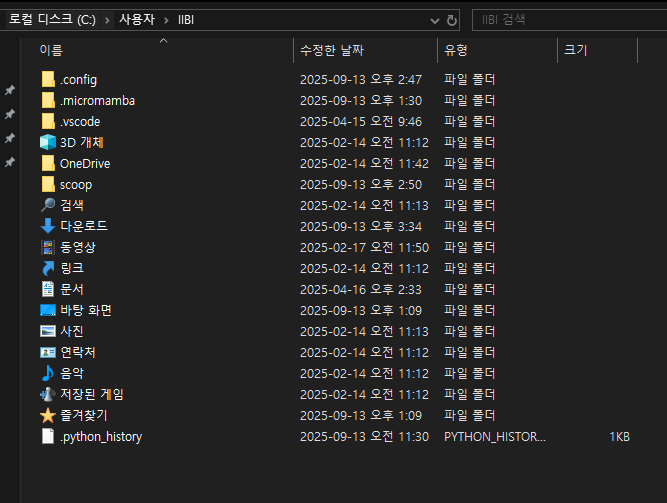 로컬 디스크 (C:) > 사용자 > IIBI IIBI 검색
이름 수정한 날짜 유형 크기
.config 2025-09-13 오후 2:47 파일 폴더
.micromamba 2025-09-13 오후 1:30 파일 폴더
.vscode 2025-04-15 오전 9:46 파일 폴더
3D 개체 2025-02-14 오전 11:12 파일 폴더
OneDrive 2025-02-14 오전 11:42 파일 폴더
scoop 2025-09-13 오후 2:50 파일 폴더
검색 2025-02-14 오전 11:13 파일 폴더
다운로드 2025-09-13 오후 3:34 파일 폴더
동영상 2025-02-17 오전 11:50 파일 폴더
링크 2025-02-14 오전 11:12 파일 폴더
문서 2025-04-16 오후 2:33 파일 폴더
바탕 화면 2025-09-13 오후 1:09 파일 폴더
사진 2025-02-14 오전 11:13 파일 폴더
연락처 2025-02-14 오전 11:12 파일 폴더
음악 2025-02-14 오전 11:12 파일 폴더
저장된 게임 2025-02-14 오전 11:12 파일 폴더
즐겨찾기 2025-09-13 오후 1:09 파일 폴더
.python_history 2025-09-13 오전 11:30 PYTHON_HISTOR... 1KB